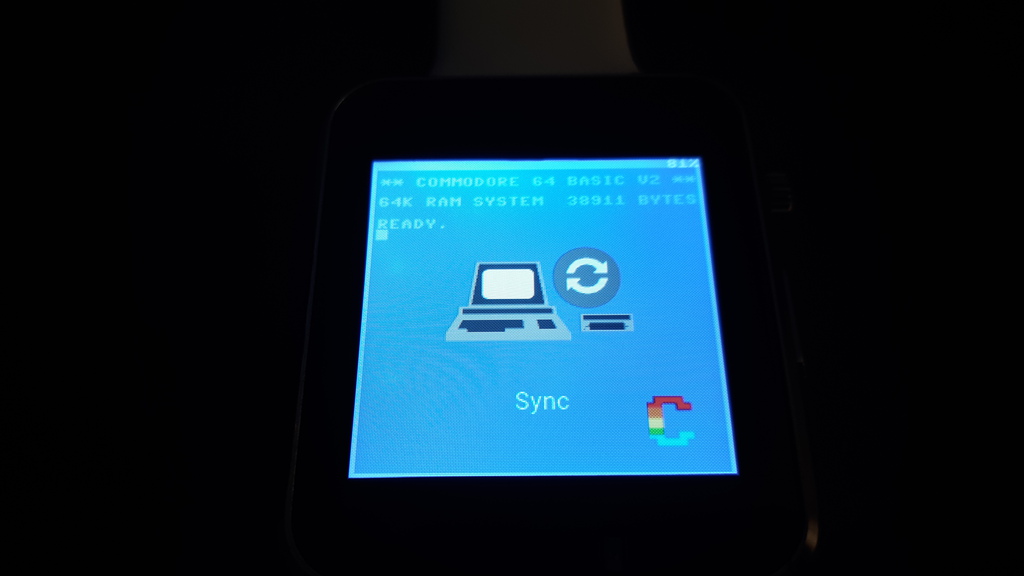 81%
** COMMODORE 64 BASIC V2 **
64K RAM SYSTEM 38911 BYTES
READY.
Sync
C